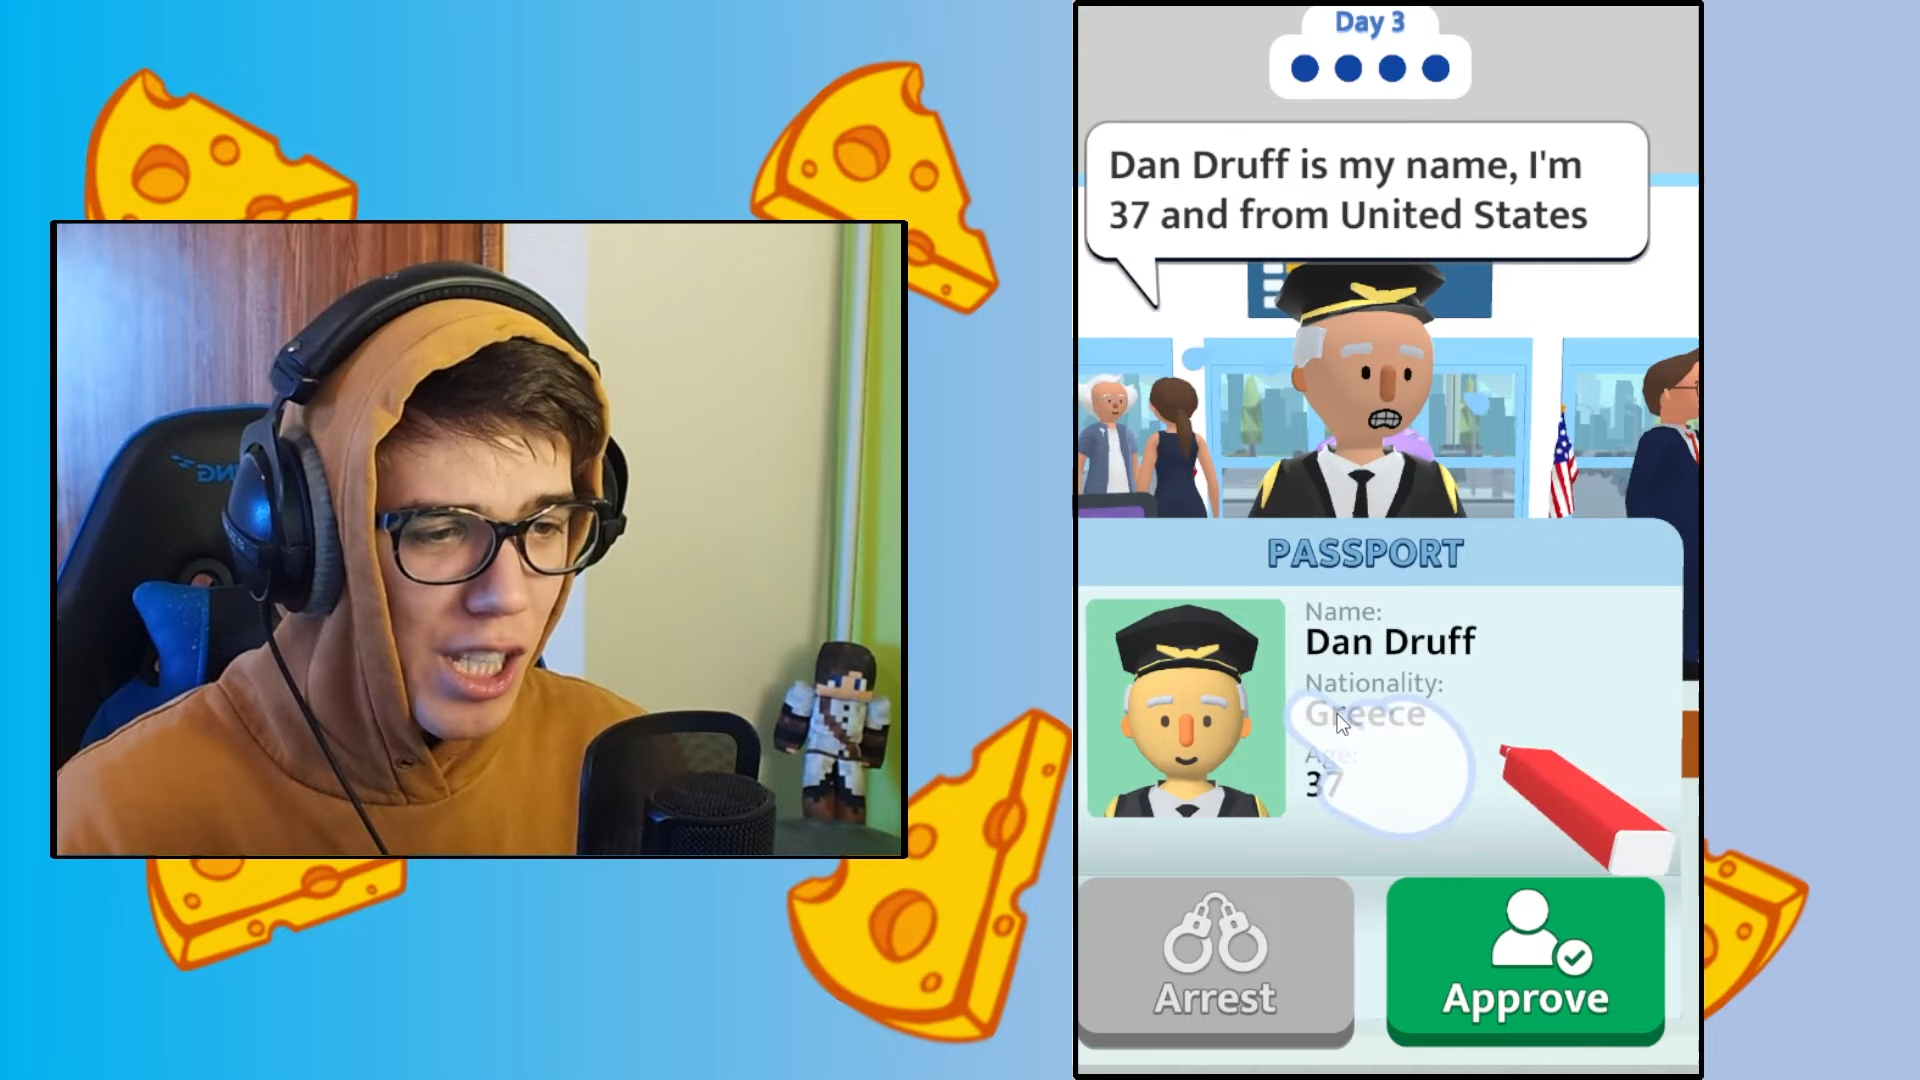 Day 3
Dan Druff is my name, I'm
37 and from United States
PASSPORT
Name:
Dan Druff
Nationality:
Greece
Age:
37
Arrest
Approve